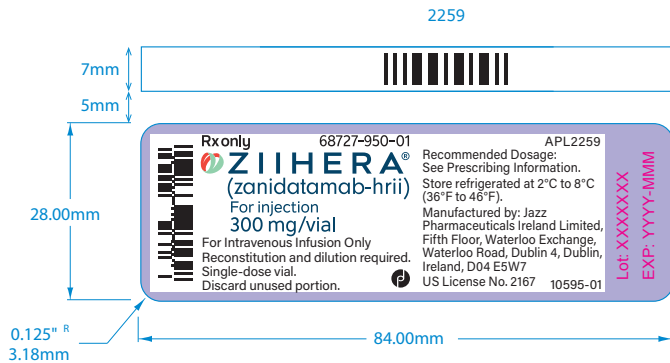 2259
7mm
5mm
28.00mm
0.125" R
3.18mm
84.00mm
Rx only 68727-950-01
ZIIHERA®
(zanidatamab-hrii)
For injection
300 mg/vial
For Intravenous Infusion Only
Reconstitution and dilution required.
Single-dose vial.
Discard unused portion.
APL2259
Recommended Dosage:
See Prescribing Information.
Store refrigerated at 2°C to 8°C
(36°F to 46°F).
Manufactured by: Jazz
Pharmaceuticals Ireland Limited,
Fifth Floor, Waterloo Exchange,
Waterloo Road, Dublin 4, Dublin,
Ireland, D04 E5W7
US License No. 2167 10595-01
Lot: XXXXXXX
EXP: YYYY-MMM